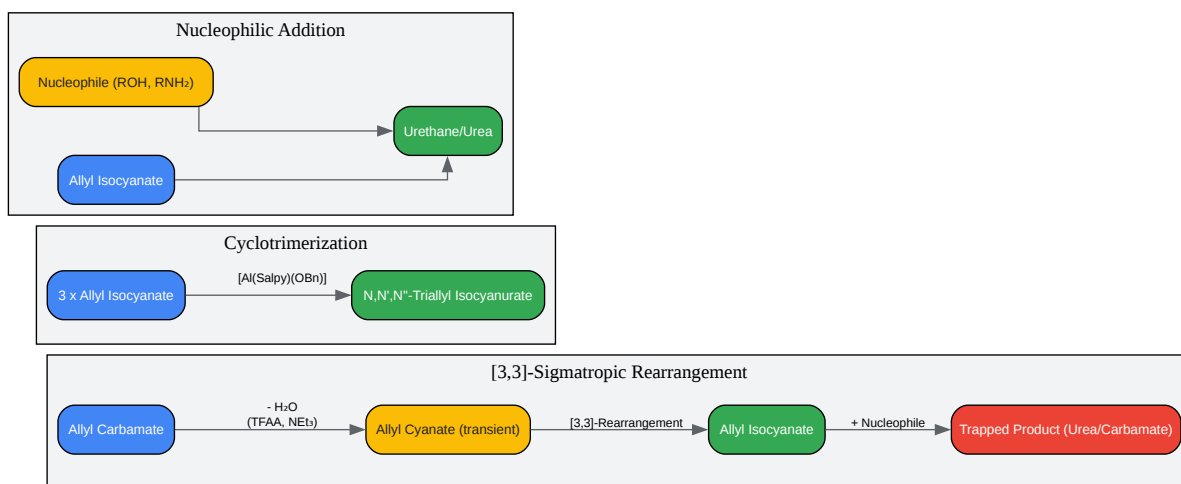 Nucleophilic Addition
Nucleophile (ROH, RNH₂)
Urethane/Urea
Allyl Isocyanate
Cyclotrimerization
3 x Allyl Isocyanate
[Al(Salpy)(OBn)]
N,N',N''-Triallyl Isocyanurate
[3,3]-Sigmatropic Rearrangement
Allyl Carbamate
- H₂O
(TFAA, NEt₃)
Allyl Cyanate (transient)
[3,3]-Rearrangement
Allyl Isocyanate
+ Nucleophile
Trapped Product (Urea/Carbamate)